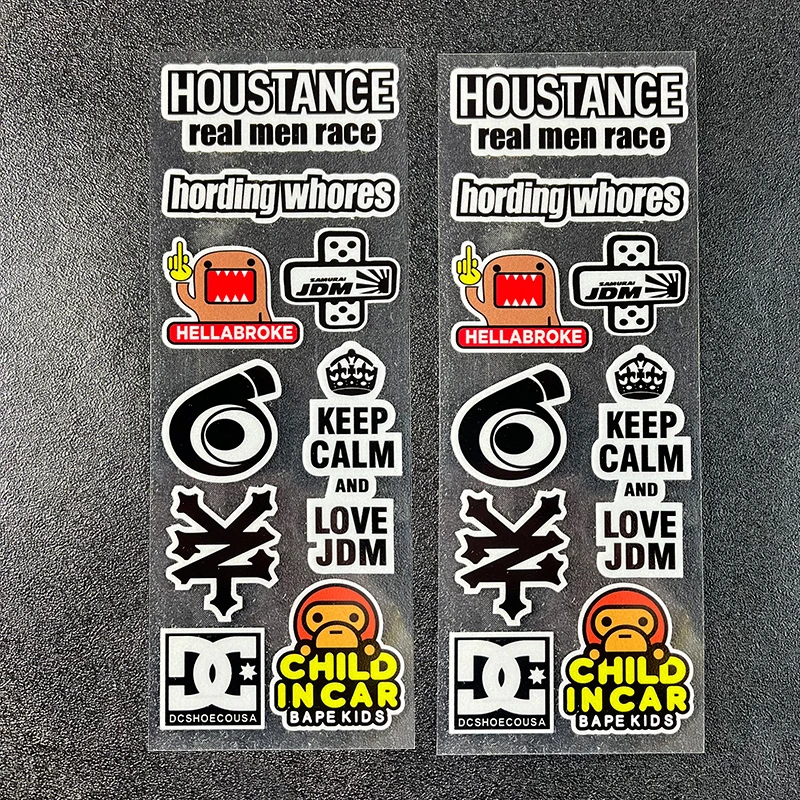 HOUSTANCE
real men race
hording whores
HELLABROKE
SAMURAI
JDM
KEEP
CALM
AND
LOVE
JDM
DCSHOECOUSA
CHILD
IN CAR
BAPE KIDS
HOUSTANCE
real men race
hording whores
HELLABROKE
SAMURAI
JDM
KEEP
CALM
AND
LOVE
JDM
DCSHOECOUSA
CHILD
IN CAR
BAPE KIDS